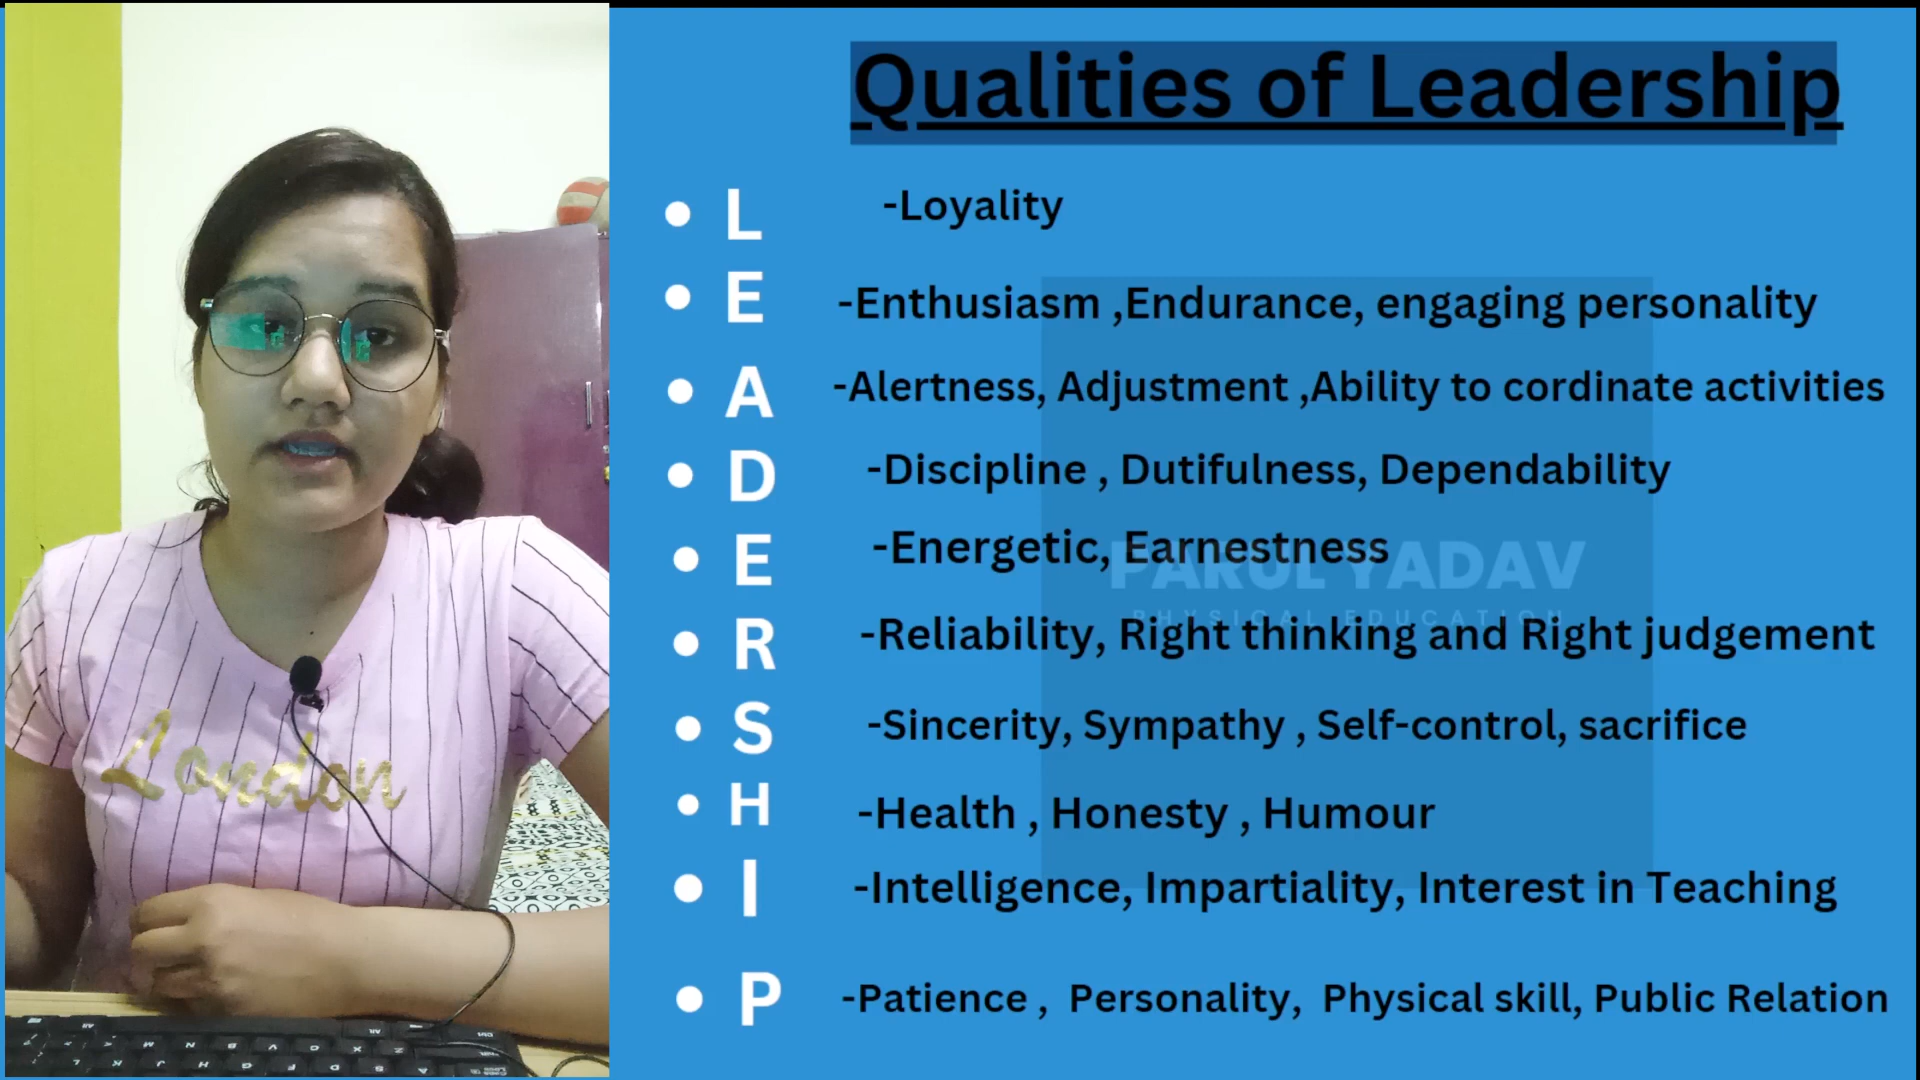 Qualities of Leadership
L -Loyality
E -Enthusiasm ,Endurance, engaging personality
A -Alertness, Adjustment ,Ability to cordinate activities
D -Discipline , Dutifulness, Dependability
E -Energetic, Earnestness
PARUL YADAV
PHYSICAL EDUCATION
R -Reliability, Right thinking and Right judgement
S -Sincerity, Sympathy , Self-control, sacrifice
London
H -Health , Honesty , Humour
I -Intelligence, Impartiality, Interest in Teaching
P -Patience , Personality, Physical skill, Public Relation